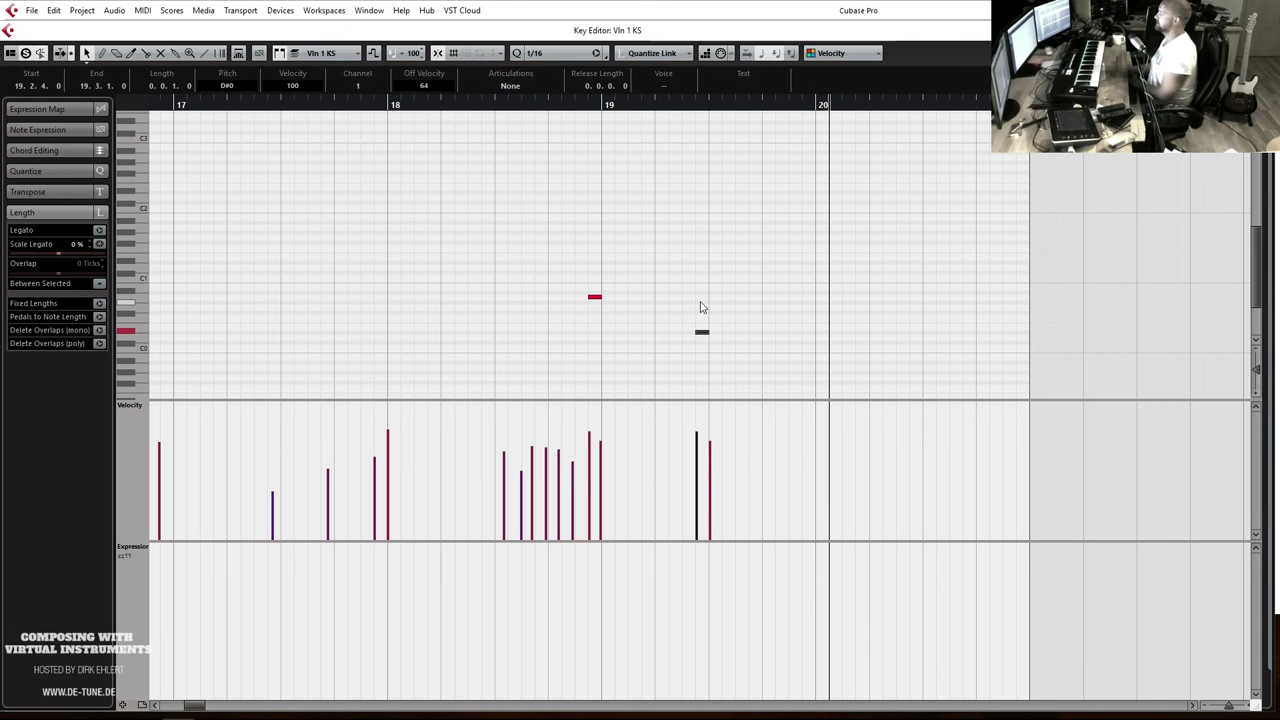 File Edit Project Audio MIDI Scores Media Transport Devices Workspaces Window Help Hub VST Cloud Cubase Pro
Key Editor: Vln 1 KS
Vln 1 KS 100 1/16 Quantize Link Velocity
Start End Length Pitch Velocity Channel Off Velocity Articulations Release Length Voice Text
19. 2. 4. 0 19. 3. 1. 0 0. 0. 1. 0 D#0 100 1 64 None 0. 0. 0. 0 --
17 18 19 20
Expression Map
Note Expression
Chord Editing
Quantize Q
Transpose T
Length L
Legato
Scale Legato 0 %
Overlap 0 Ticks
Between Selected
Fixed Lengths
Pedals to Note Length
Delete Overlaps (mono)
Delete Overlaps (poly)
C3
C2
C1
C0
Velocity
Expression
cc11
COMPOSING WITH
VIRTUAL INSTRUMENTS
HOSTED BY DIRK EHLERT
WWW.DE-TUNE.DE